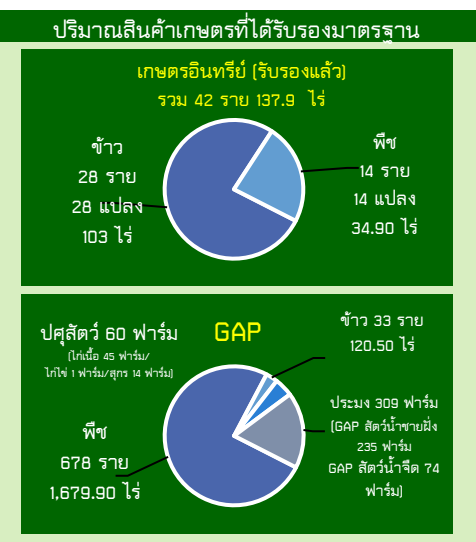 ปริมาณสินค้าเกษตรที่ได้รับรองมาตรฐาน
เกษตรอินทรีย์ (รับรองแล้ว)
รวม 42 ราย 137.9 ไร่
ข้าว
28 ราย
28 แปลง
103 ไร่
พืช
14 ราย
14 แปลง
34.90 ไร่
GAP
ปศุสัตว์ 60 ฟาร์ม
(ไก่เนื้อ 45 ฟาร์ม/
ไก่ไข่ 1 ฟาร์ม/สุกร 14 ฟาร์ม)
ข้าว 33 ราย
120.50 ไร่
พืช
678 ราย
1,679.90 ไร่
ประมง 309 ฟาร์ม
(GAP สัตว์น้ำชายฝั่ง
235 ฟาร์ม
GAP สัตว์น้ำจืด 74
ฟาร์ม)